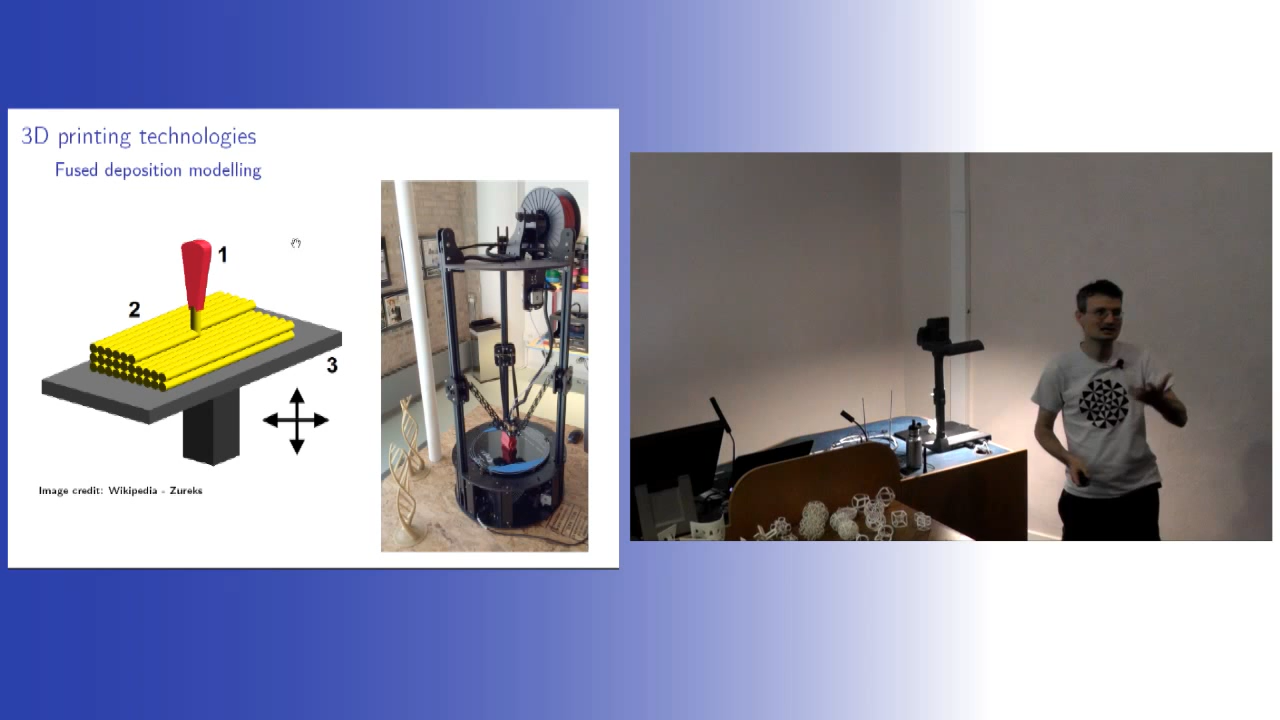 3D printing technologies
Fused deposition modelling
1
2
3
Image credit: Wikipedia - Zureks